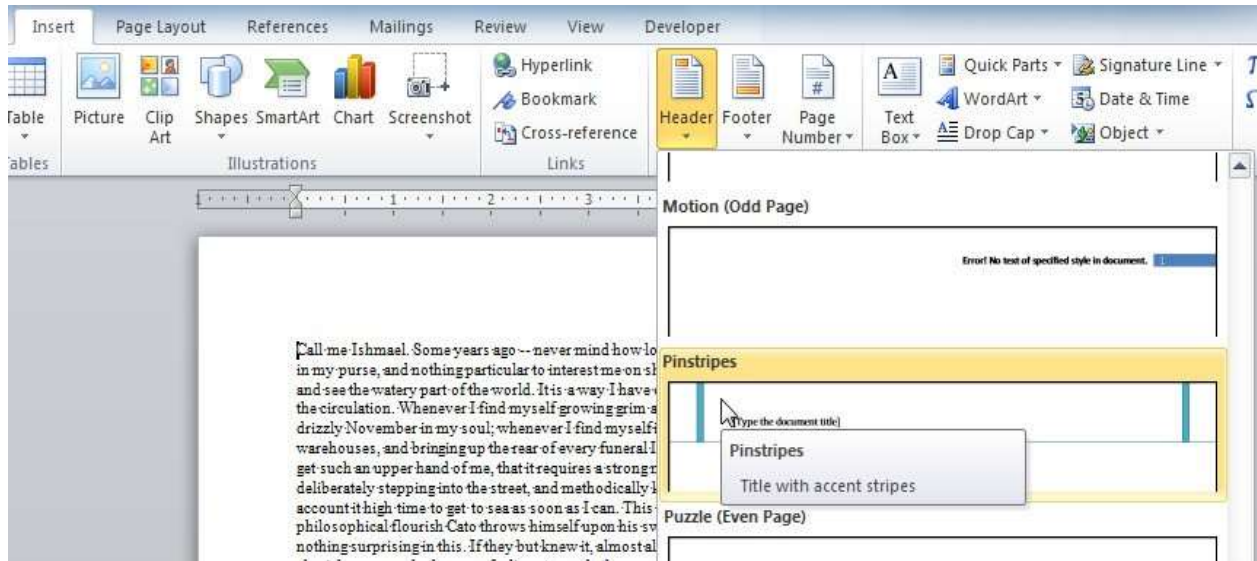 Insert Page Layout References Mailings Review View Developer
Table
Picture
Clip Art
Shapes
SmartArt
Chart
Screenshot
Hyperlink
Bookmark
Cross-reference
Header
Footer
Page Number
Text Box
Quick Parts
WordArt
Drop Cap
Signature Line
Date & Time
Object
Illustrations
Links
1 1 2 3
Motion (Odd Page)
Error! No text of specified style in document. 1
Pinstripes
[Type the document title]
Pinstripes
Title with accent stripes
Puzzle (Even Page)
Call me Ishmael. Some years ago -- never mind how
in my purse, and nothing particular to interest me on
and see the watery part of the world. It is a way I have
the circulation. Whenever I find myself growing grim
drizzly November in my soul; whenever I find myself
warehouses, and bringing up the rear of every funeral I
get such an upper hand of me, that it requires a strong
deliberately stepping into the street, and methodically
account it high time to get to sea as soon as I can. This
philosophical flourish Cato throws himself upon his
nothing surprising in this. If they but knew it, almost